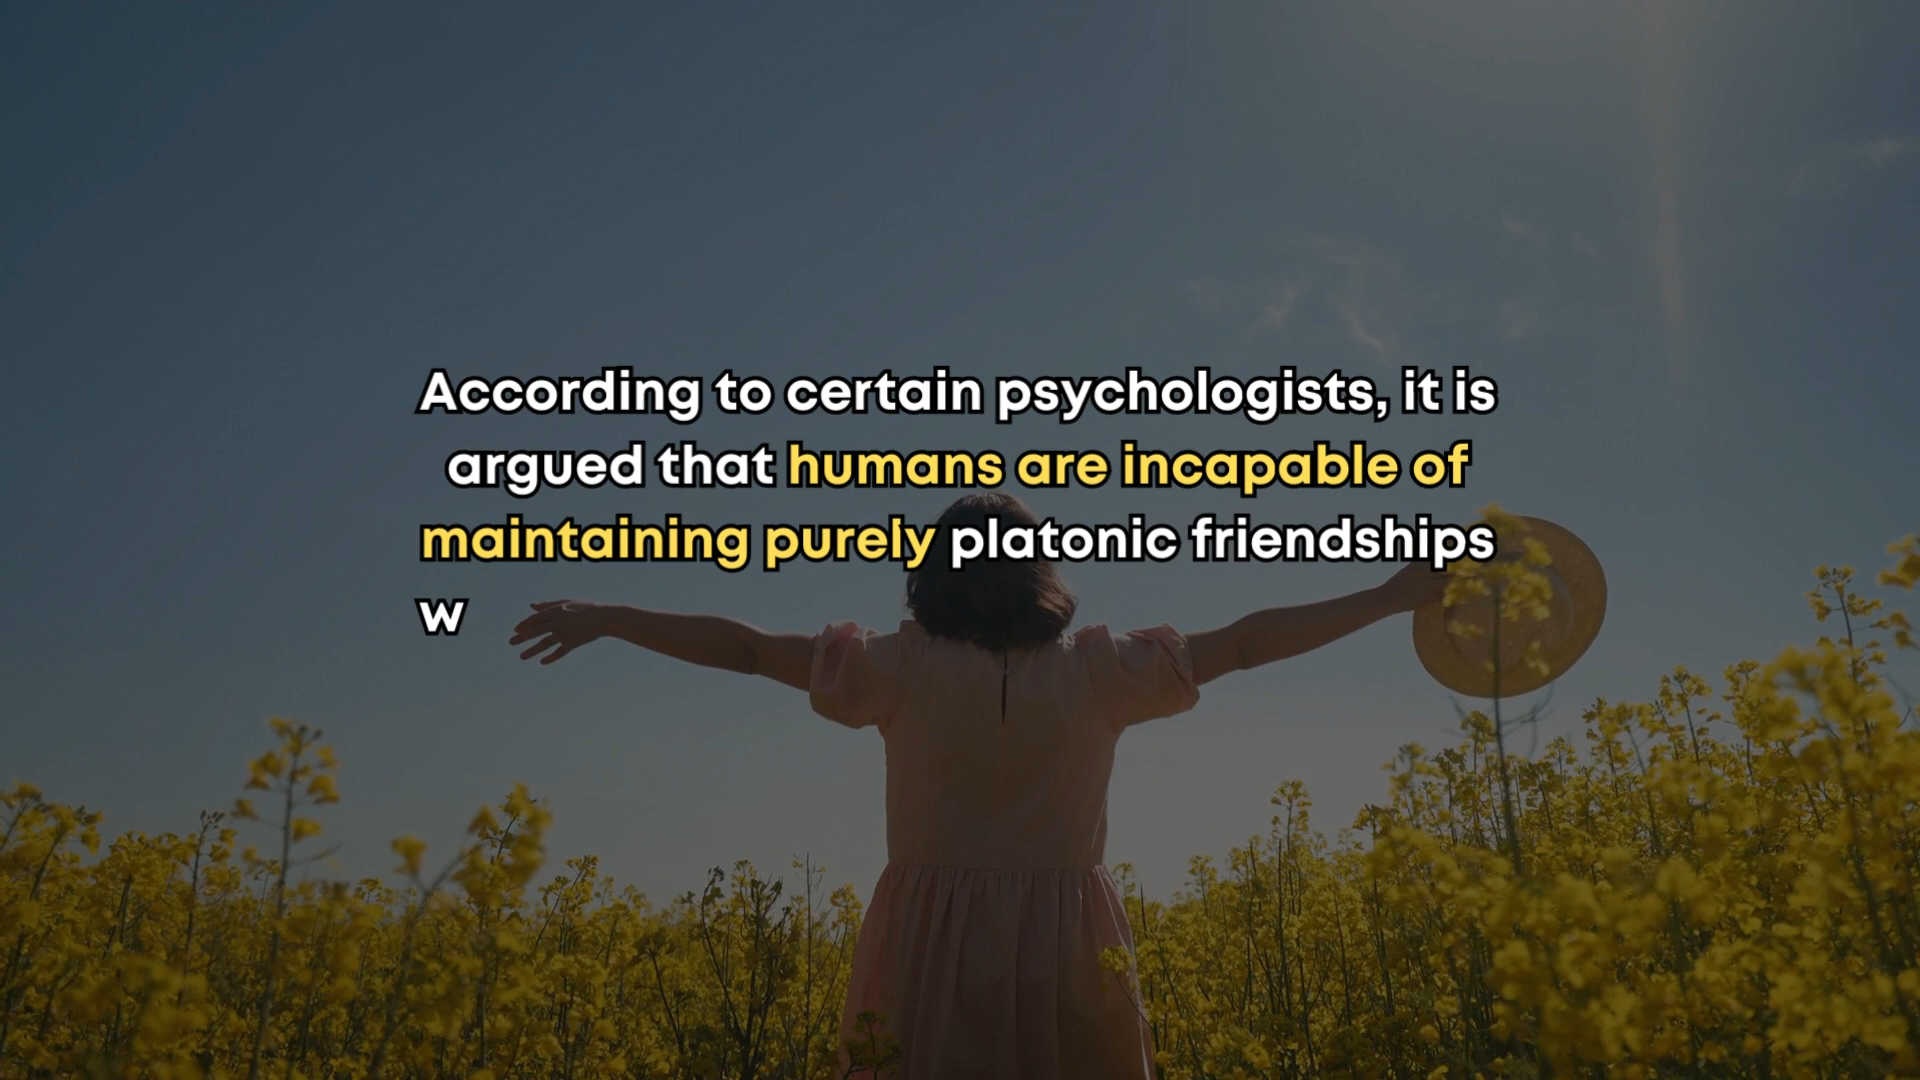 According to certain psychologists, it is
argued that humans are incapable of
maintaining purely platonic friendships
w